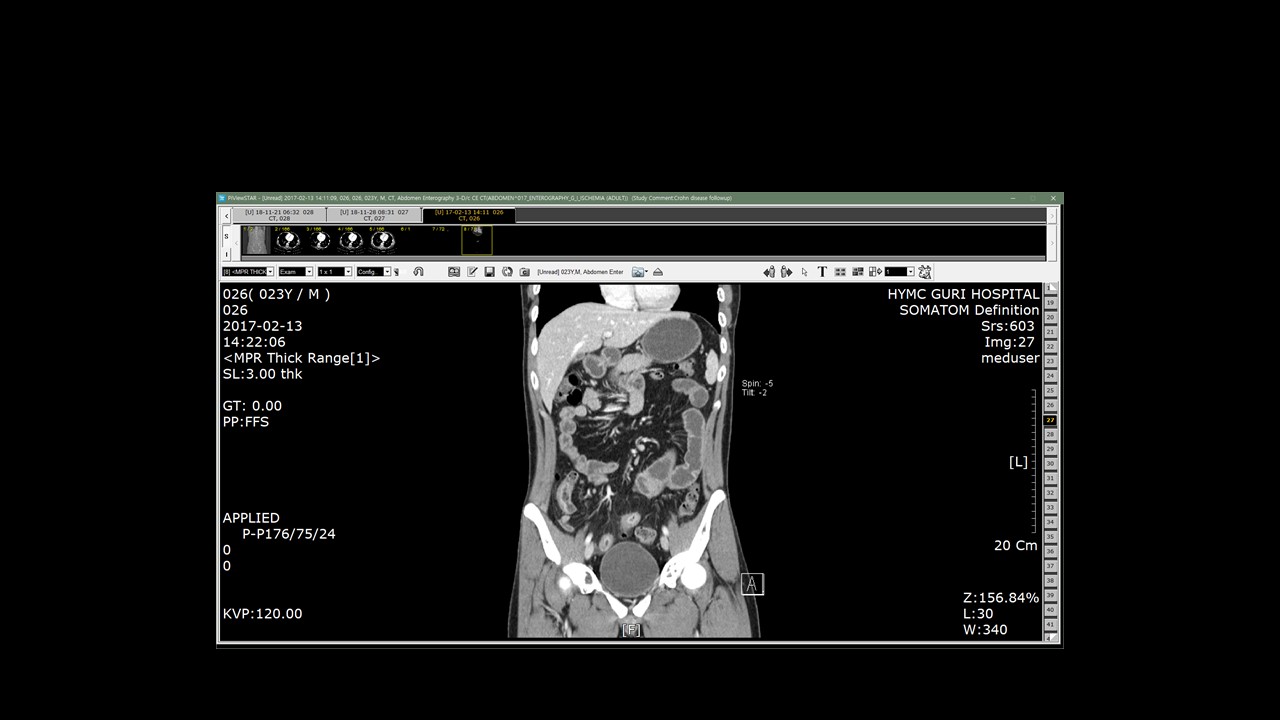 PiViewSTAR - [Unread] 2017-02-13 14:11:09, 026, 026, 023Y, M, CT, Abdomen Enterography 3-D
CE CT(ABDOMEN^017_ENTEROGRAPHY_G_I_ISCHEMIA (ADULT)) (Study Comment:Crohn disease followup)
[U] 18-11-21 06:32 028
CT, 028
[U] 18-11-28 08:31 027
CT, 027
[U] 17-02-13 14:11 026
CT, 026
S
I
[8] <MPR THICK
Exam
1 x 1
Config.
[Unread] 023Y,M, Abdomen Enter
T
1
026( 023Y / M )
026
2017-02-13
14:22:06
<MPR Thick Range[1]>
SL:3.00 thk
GT: 0.00
PP:FFS
APPLIED
P-P176/75/24
0
0
KVP:120.00
Spin: -5
Tilt: -2
A
[F]
HYMC GURI HOSPITAL
SOMATOM Definition
Srs:603
Img:27
meduser
[L]
20 Cm
Z:156.84%
L:30
W:340
19
20
21
22
23
24
25
26
27
28
29
30
31
32
33
34
35
36
37
38
39
40
41